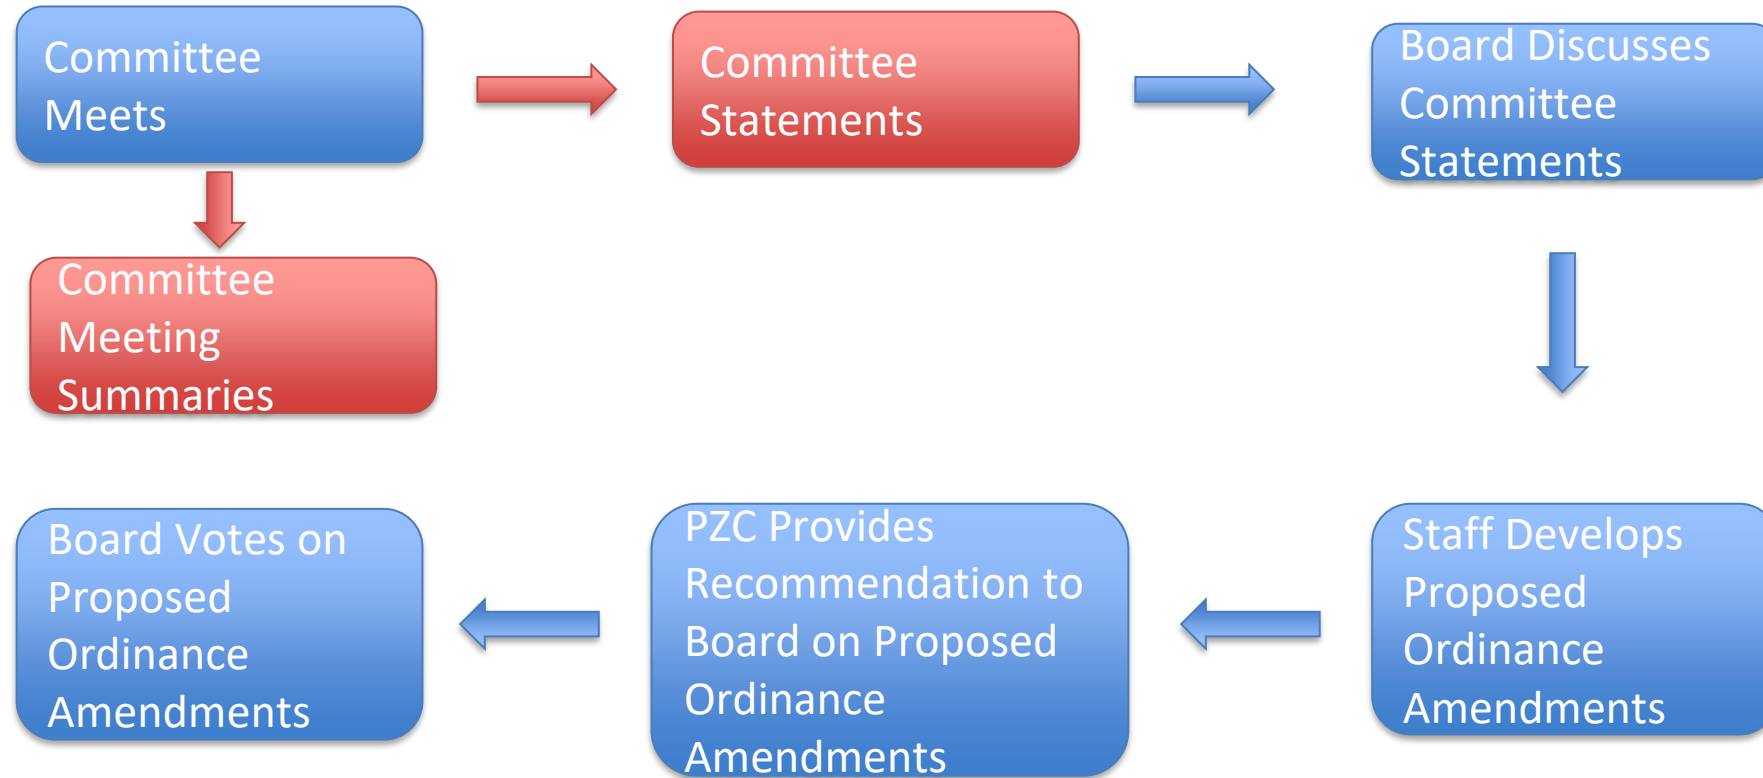 Committee
Meets
Committee
Statements
Board Discusses
Committee
Statements
Committee
Meeting
Summaries
Board Votes on
Proposed
Ordinance
Amendments
PZC Provides
Recommendation to
Board on Proposed
Ordinance
Amendments
Staff Develops
Proposed
Ordinance
Amendments